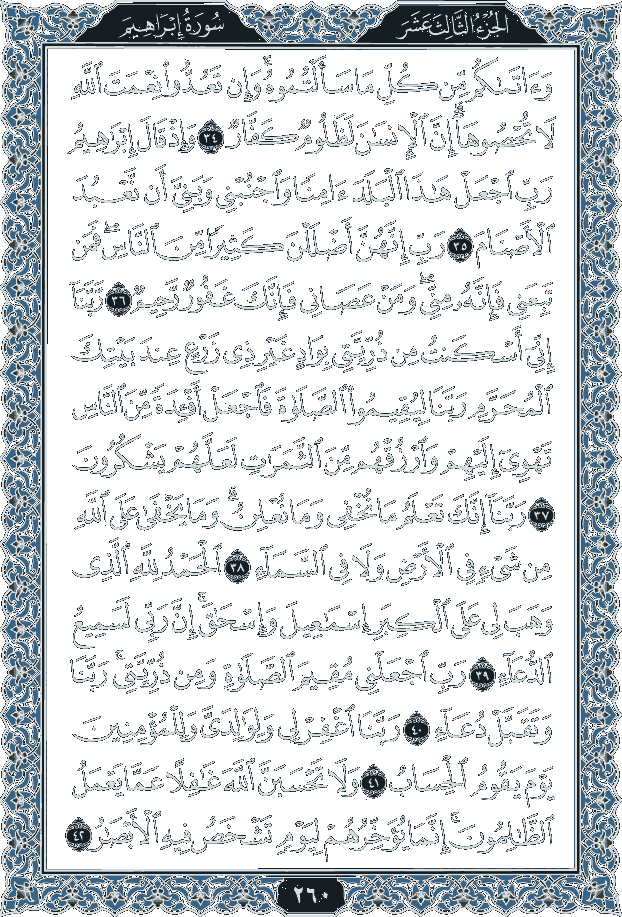 الجزء الثالث عشر
سورة إبراهيم
وَءَاتَىٰكُم مِّن كُلِّ مَا سَأَلْتُمُوهُ ۚ وَإِن تَعُدُّوا۟ نِعْمَتَ ٱللَّهِ
لَا تُحْصُوهَآ ۗ إِنَّ ٱلْإِنسَٰنَ لَظَلُومٌ كَفَّارٌ ٣٤ وَإِذْ قَالَ إِبْرَٰهِيمُ
رَبِّ ٱجْعَلْ هَٰذَا ٱلْبَلَدَ ءَامِنًا وَٱجْنُبْنِى وَبَنِىَّ أَن نَّعْبُدَ
ٱلْأَصْنَامَ ٣٥ رَبِّ إِنَّهُنَّ أَضْلَلْنَ كَثِيرًا مِّنَ ٱلنَّاسِ ۖ فَمَن
تَبِعَنِى فَإِنَّهُۥ مِنِّى ۖ وَمَنْ عَصَانِى فَإِنَّكَ غَفُورٌ رَّحِيمٌ ٣٦ رَّبَّنَآ
إِنِّىٓ أَسْكَنتُ مِن ذُرِّيَّتِى بِوَادٍ غَيْرِ ذِى زَرْعٍ عِندَ بَيْتِكَ
ٱلْمُحَرَّمِ رَبَّنَا لِيُقِيمُوا۟ ٱلصَّلَوٰةَ فَٱجْعَلْ أَفْـِٔدَةً مِّنَ ٱلنَّاسِ
تَهْوِىٓ إِلَيْهِمْ وَٱرْزُقْهُم مِّنَ ٱلثَّمَرَٰتِ لَعَلَّهُمْ يَشْكُرُونَ
٣٧ رَبَّنَآ إِنَّكَ تَعْلَمُ مَا نُخْفِى وَمَا نُعْلِنُ ۗ وَمَا يَخْفَىٰ عَلَى ٱللَّهِ
مِن شَىْءٍ فِى ٱلْأَرْضِ وَلَا فِى ٱلسَّمَآءِ ٣٨ ٱلْحَمْدُ لِلَّهِ ٱلَّذِى
وَهَبَ لِى عَلَى ٱلْكِبَرِ إِسْمَٰعِيلَ وَإِسْحَٰقَ ۚ إِنَّ رَبِّى لَسَمِيعُ
ٱلدُّعَآءِ ٣٩ رَبِّ ٱجْعَلْنِى مُقِيمَ ٱلصَّلَوٰةِ وَمِن ذُرِّيَّتِى ۚ رَبَّنَا
وَتَقَبَّلْ دُعَآءِ ٤٠ رَبَّنَا ٱغْفِرْ لِى وَلِوَٰلِدَىَّ وَلِلْمُؤْمِنِينَ
يَوْمَ يَقُومُ ٱلْحِسَابُ ٤١ وَلَا تَحْسَبَنَّ ٱللَّهَ غَٰفِلًا عَمَّا يَعْمَلُ
ٱلظَّٰلِمُونَ ۚ إِنَّمَا يُؤَخِّرُهُمْ لِيَوْمٍ تَشْخَصُ فِيهِ ٱلْأَبْصَٰرُ ٤٢
٢٦٠